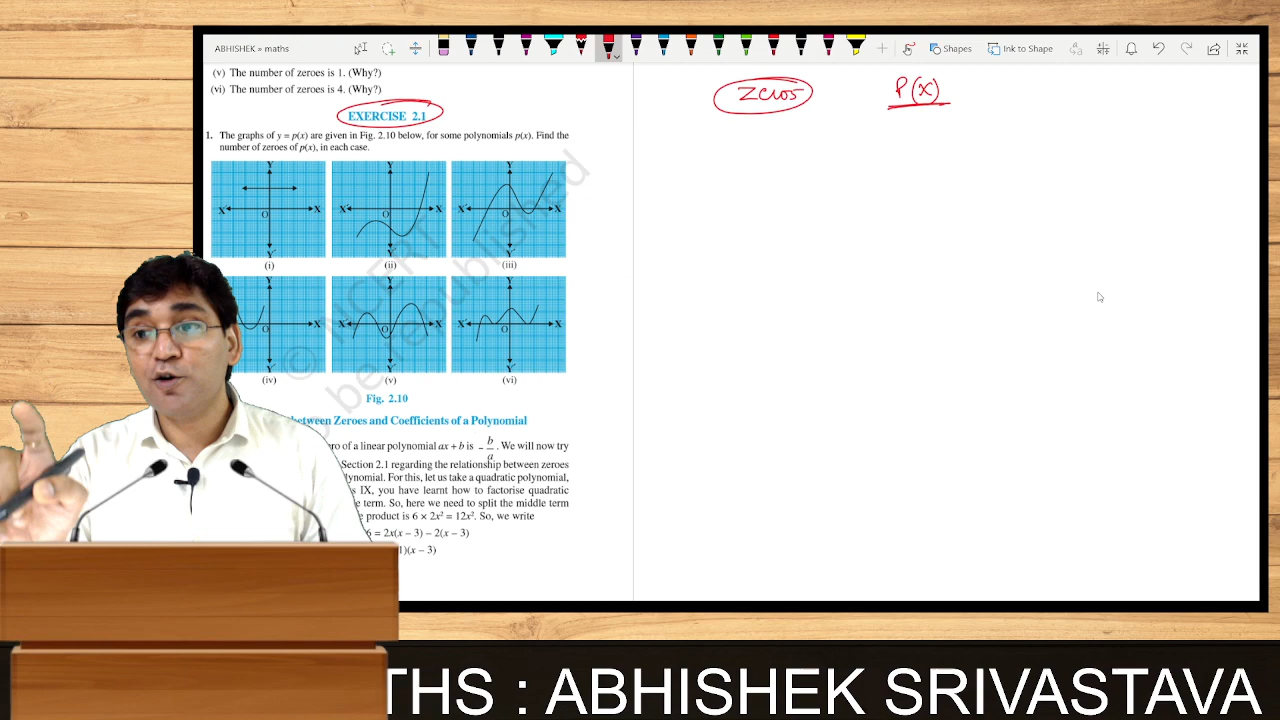 ABHISHEK » maths
Shapes
Ink to Shape
(v) The number of zeroes is 1. (Why?)
(vi) The number of zeroes is 4. (Why?)
EXERCISE 2.1
1. The graphs of y = p(x) are given in Fig. 2.10 below, for some polynomials p(x). Find the
number of zeroes of p(x), in each case.
Y Y Y
X' O X X' O X X' O X
Y' Y' Y'
(i) (ii) (iii)
Y Y Y
O X X' O X X' O X
Y' Y' Y'
(iv) (v) (vi)
Fig. 2.10
between Zeroes and Coefficients of a Polynomial
of a linear polynomial ax + b is – b/a. We will now try
Section 2.1 regarding the relationship between zeroes
For this, let us take a quadratic polynomial,
IX, you have learnt how to factorise quadratic
term. So, here we need to split the middle term
product is 6 × 2x² = 12x². So, we write
6 = 2x(x – 3) – 2(x – 3)
1)(x – 3)
© NCERT
be republished
zeros P(x)
THS : ABHISHEK SRIVASTAVA